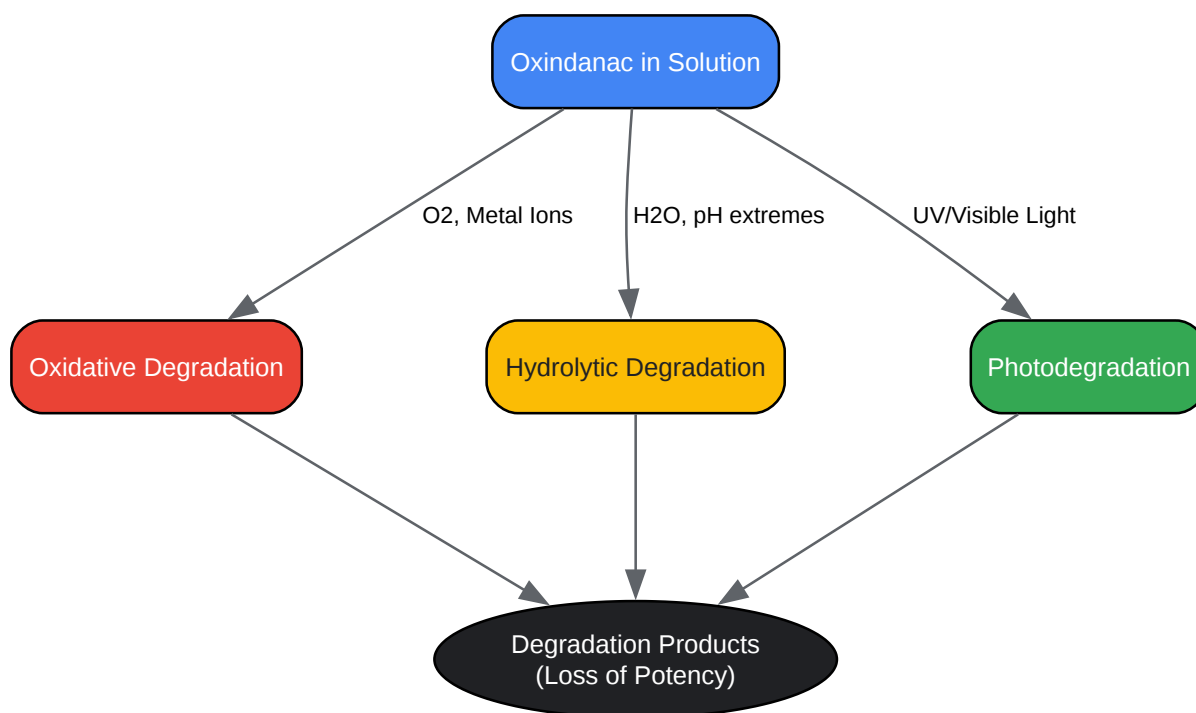 Oxindanac in Solution
O2, Metal Ions
H2O, pH extremes
UV/Visible Light
Oxidative Degradation
Hydrolytic Degradation
Photodegradation
Degradation Products
(Loss of Potency)